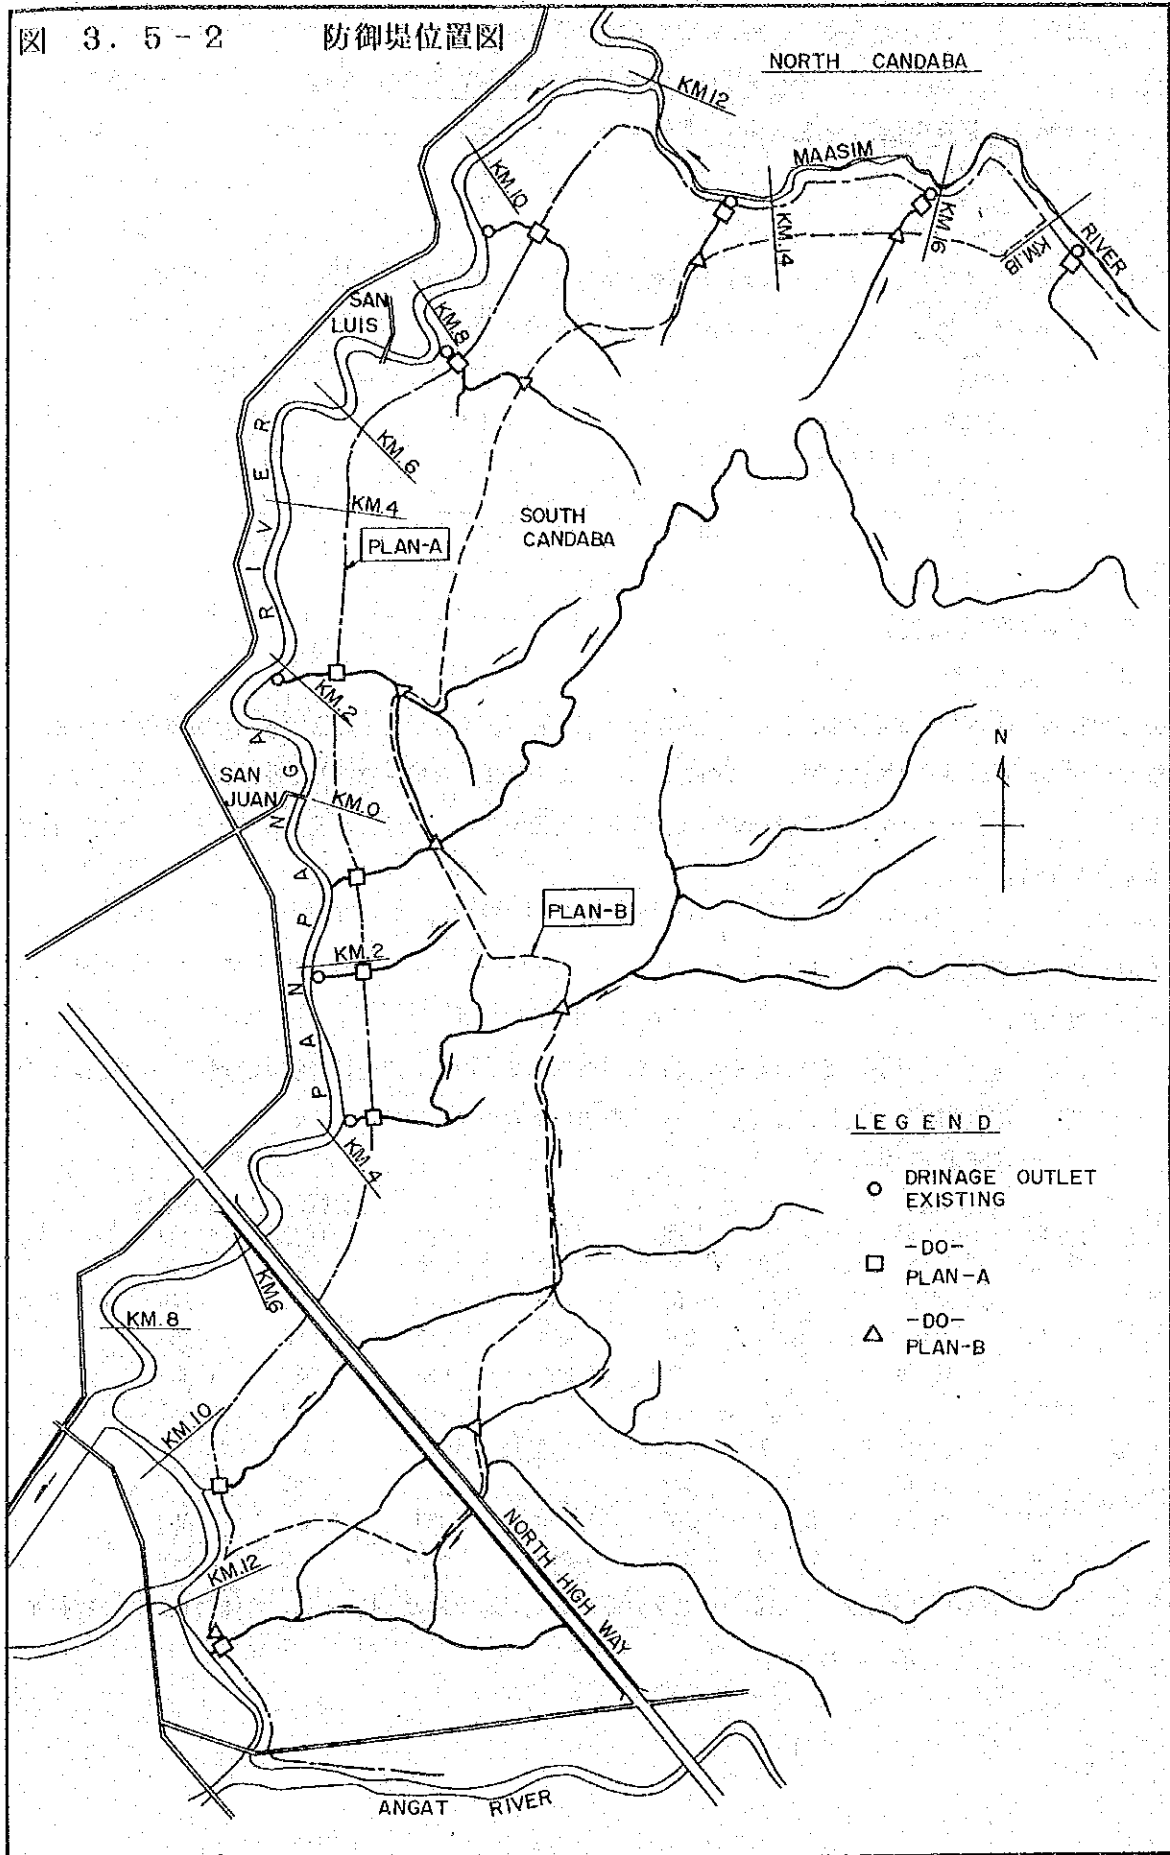 図 3.5-2 防御堤位置図
NORTH CANDABA
KM.12
MAASIM
KM.10
KM.14
KM.16
KM.18
RIVER
SAN
LUIS
KM.8
KM.6
KM.4
SOUTH
CANDABA
PLAN-A
KM.2
N
SAN
JUAN
KM.0
PAMPANGA RIVER
PLAN-B
KM.2
KM.4
LEGEND
DRINAGE OUTLET
EXISTING
-DO-
PLAN-A
-DO-
PLAN-B
KM.6
KM.8
KM.10
NORTH HIGH WAY
KM.12
ANGAT RIVER